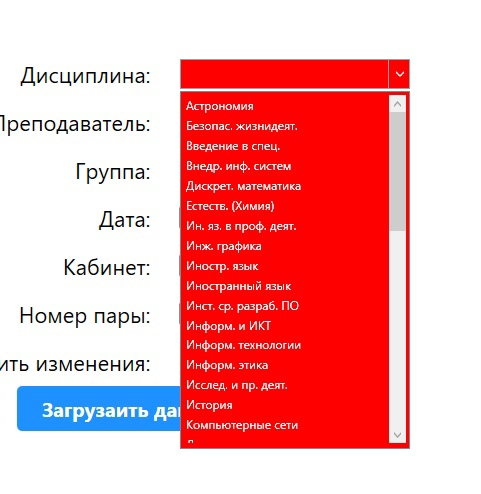 Дисциплина:
Преподаватель:
Группа:
Дата:
Кабинет:
Номер пары:
ить изменения:
Загрузаить да
Астрономия
Безопас. жизнидеят.
Введение в спец.
Внедр. инф. систем
Дискрет. математика
Естеств. (Химия)
Ин. яз. в проф. деят.
Инж. графика
Иностр. язык
Иностранный язык
Инст. ср. разраб. ПО
Информ. и ИКТ
Информ. технологии
Информ. этика
Исслед. и пр. деят.
История
Компьютерные сети